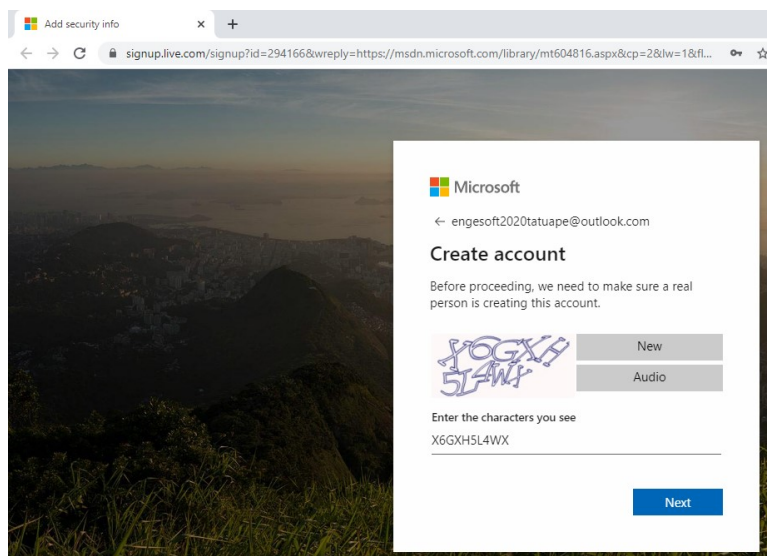 Add security info
signup.live.com/signup?id=294166&wreply=https://msdn.microsoft.com/library/mt604816.aspx&cp=2&lw=1&fl...
Microsoft
engesoft2020tatuape@outlook.com
Create account
Before proceeding, we need to make sure a real
person is creating this account.
X6GXH
5L4WX
New
Audio
Enter the characters you see
X6GXH5L4WX
Next